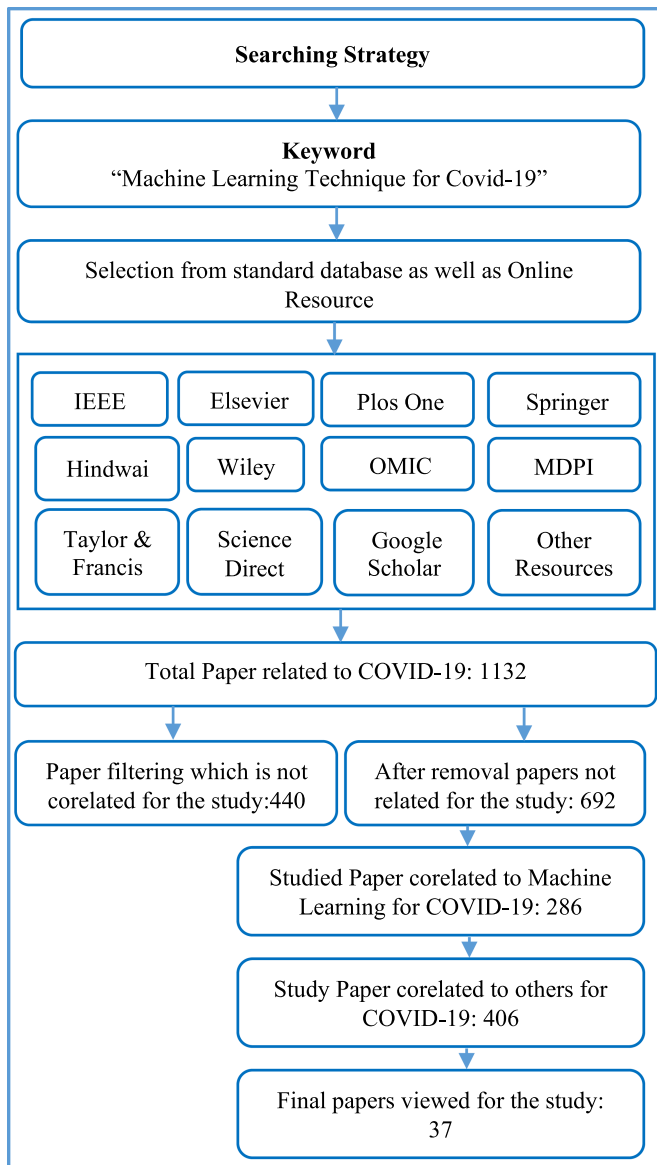 Searching Strategy
Keyword
“Machine Learning Technique for Covid-19”
Selection from standard database as well as Online
Resource
IEEE
Elsevier
Plos One
Springer
Hindwai
Wiley
OMIC
MDPI
Taylor &
Francis
Science
Direct
Google
Scholar
Other
Resources
Total Paper related to COVID-19: 1132
Paper filtering which is not
corelated for the study:440
After removal papers not
related for the study: 692
Studied Paper corelated to Machine
Learning for COVID-19: 286
Study Paper corelated to others for
COVID-19: 406
Final papers viewed for the study:
37